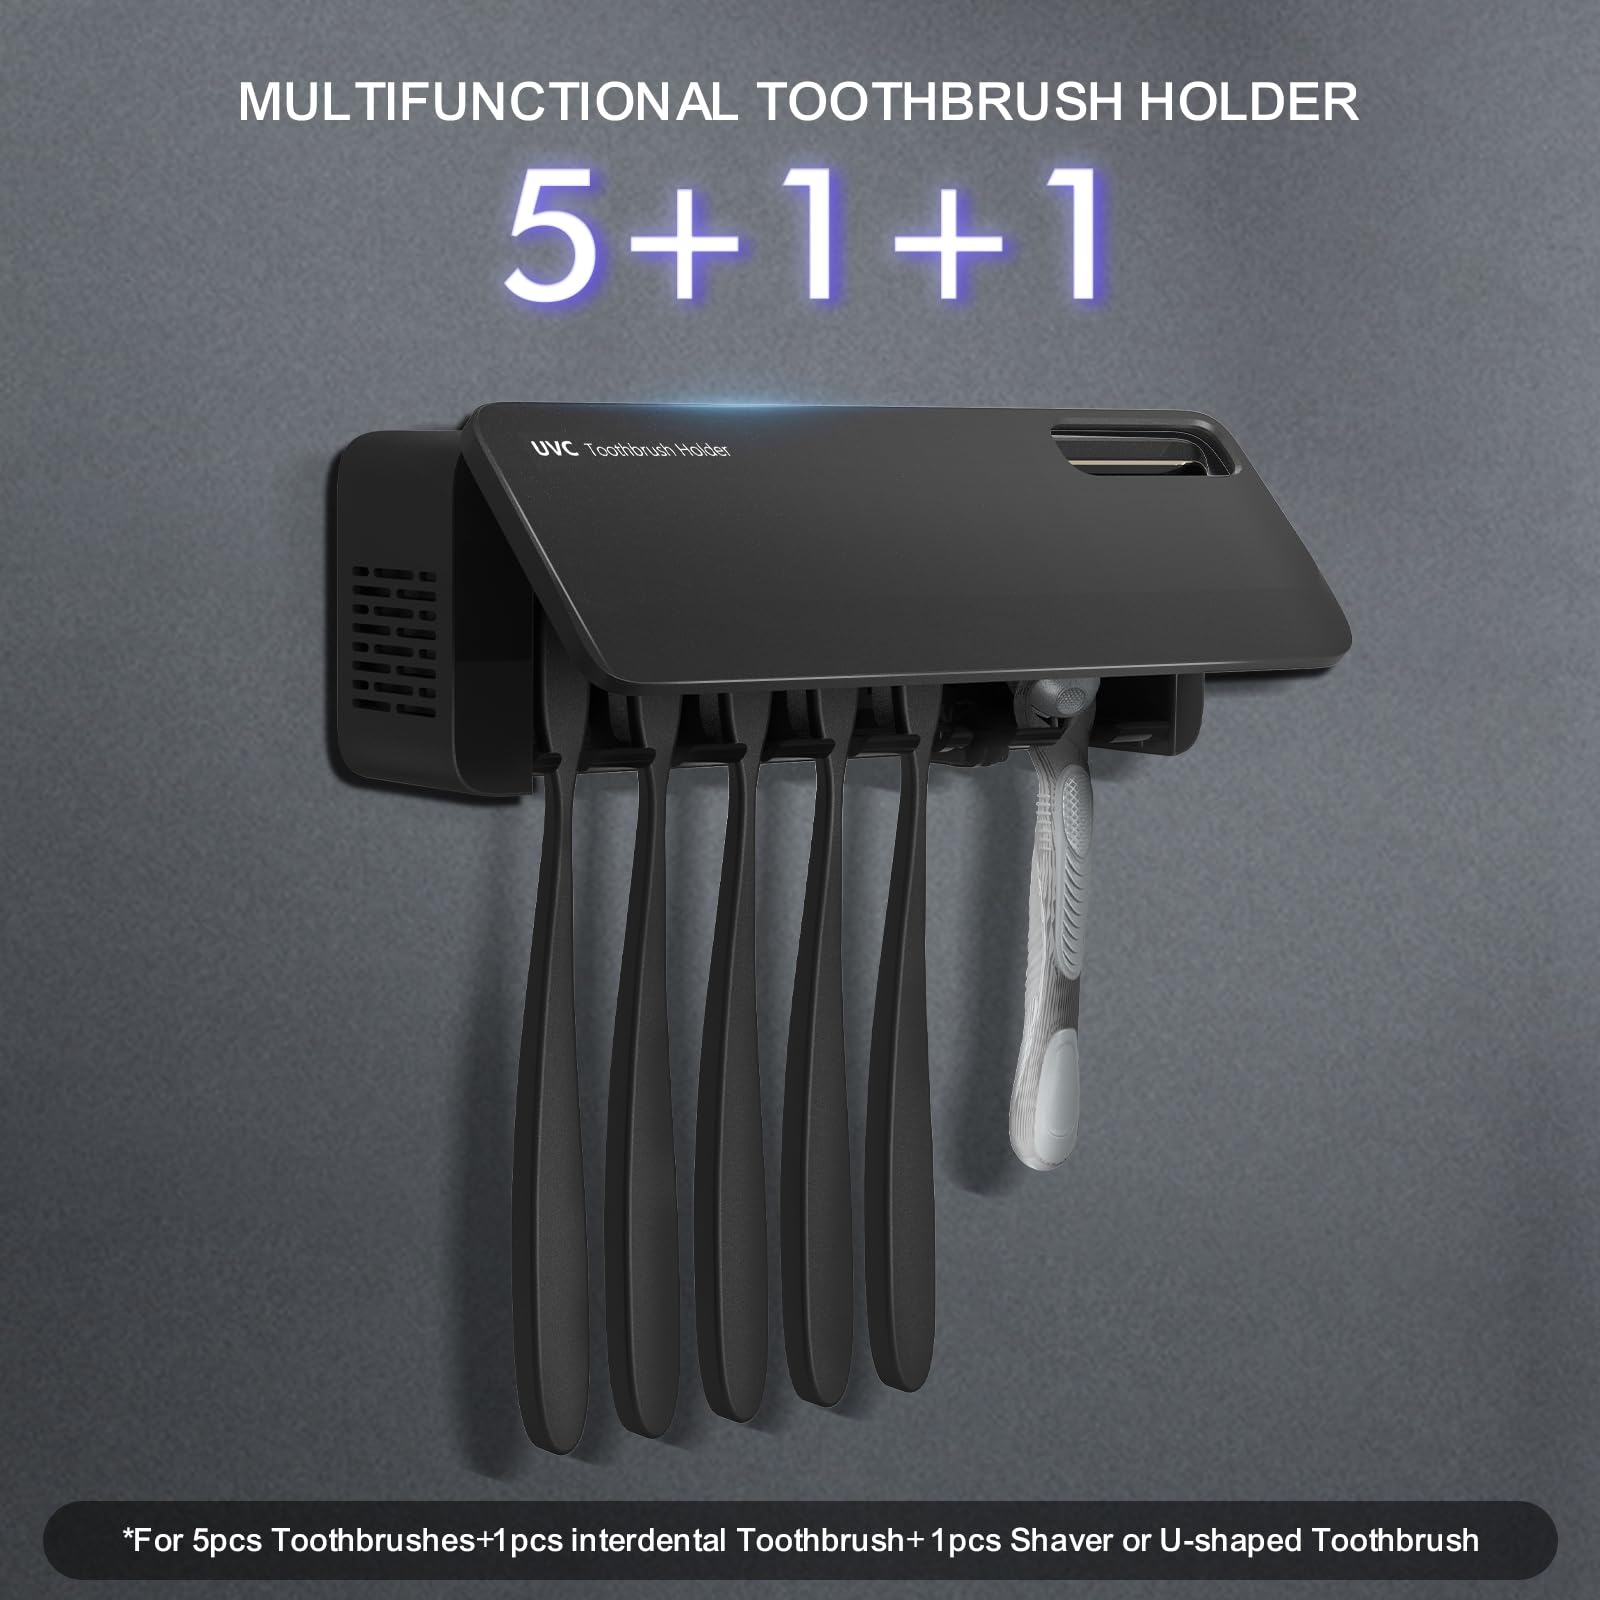 MULTIFUNCTIONAL TOOTHBRUSH HOLDER
5+1+1
UVC Toothbrush Holder
*For 5pcs Toothbrushes+1pcs interdental Toothbrush+ 1pcs Shaver or U-shaped Toothbrush